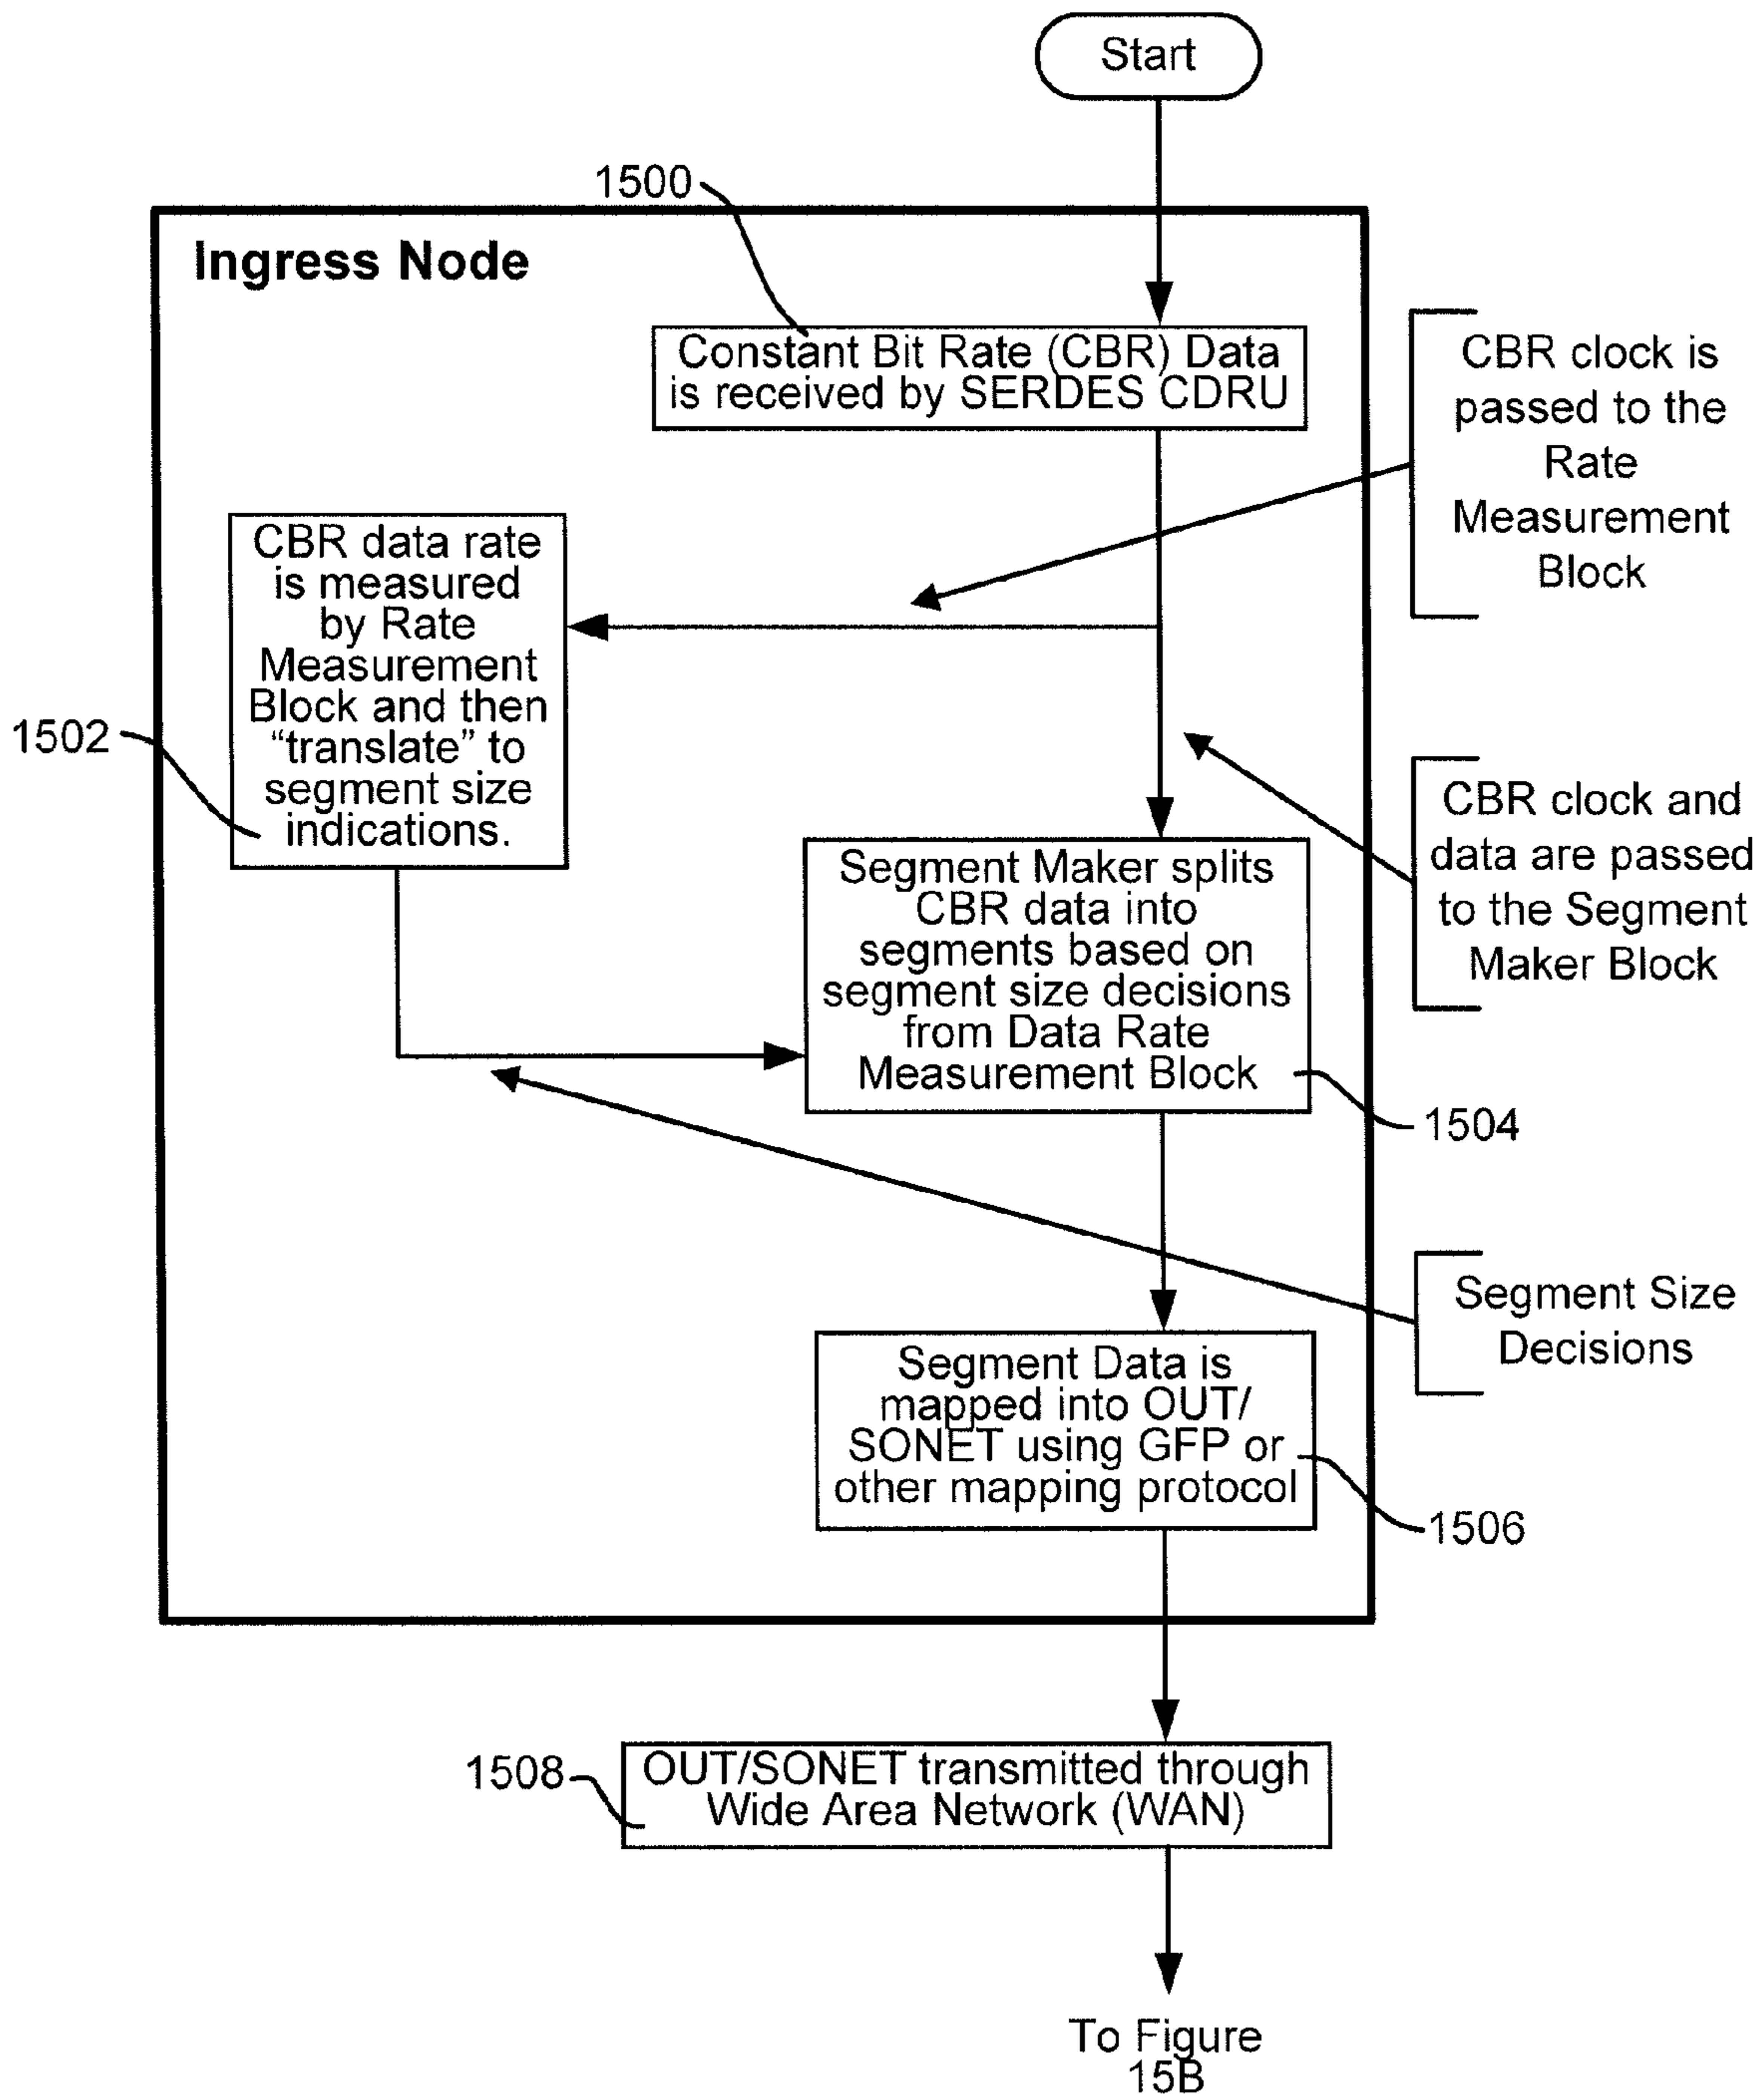 Start
1500
Ingress Node
Constant Bit Rate (CBR) Data
is received by SERDES CDRU
CBR clock is
passed to the
Rate
Measurement
Block
CBR data rate
is measured
by Rate
Measurement
Block and then
“translate” to
segment size
indications.
1502
CBR clock and
data are passed
to the Segment
Maker Block
Segment Maker splits
CBR data into
segments based on
segment size decisions
from Data Rate
Measurement Block
1504
Segment Size
Decisions
Segment Data is
mapped into OUT/
SONET using GFP or
other mapping protocol
1506
1508
OUT/SONET transmitted through
Wide Area Network (WAN)
To Figure
15B